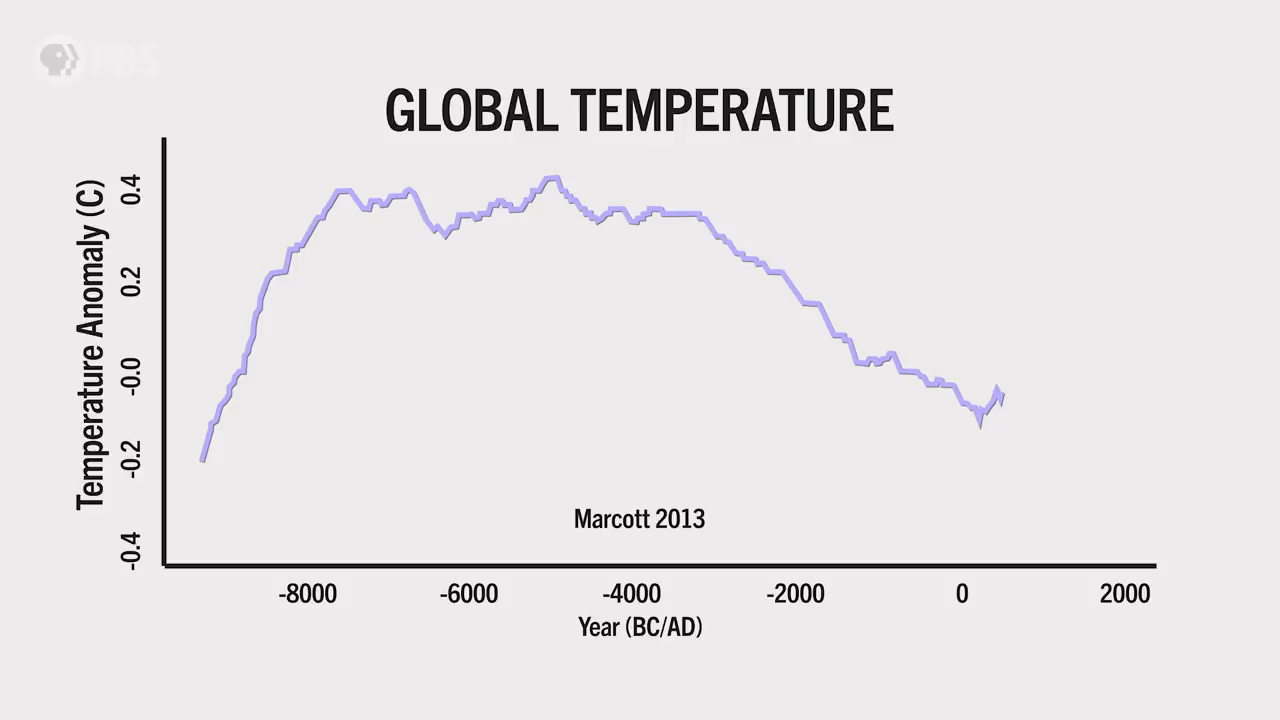 PBS
GLOBAL TEMPERATURE
Temperature Anomaly (C)
0.4
0.2
-0.0
-0.2
-0.4
Marcott 2013
-8000 -6000 -4000 -2000 0 2000
Year (BC/AD)